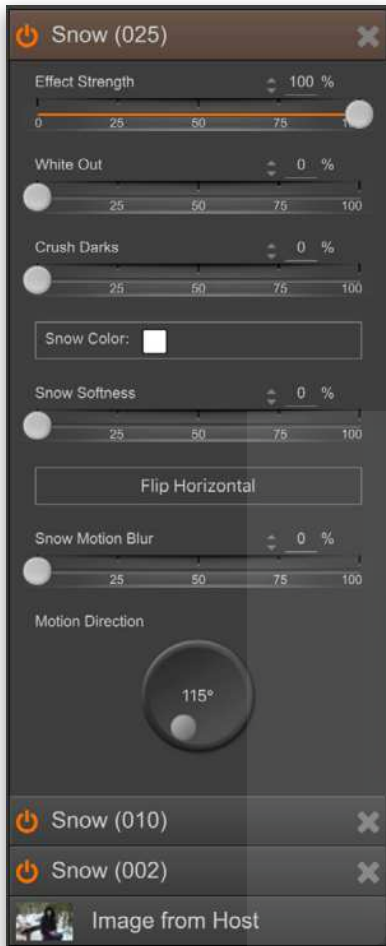 Snow (025)
Effect Strength 100 %
0 25 50 75 100
White Out 0 %
25 50 75 100
Crush Darks 0 %
25 50 75 100
Snow Color:
Snow Softness 0 %
25 50 75 100
Flip Horizontal
Snow Motion Blur 0 %
25 50 75 100
Motion Direction
115°
Snow (010)
Snow (002)
Image from Host